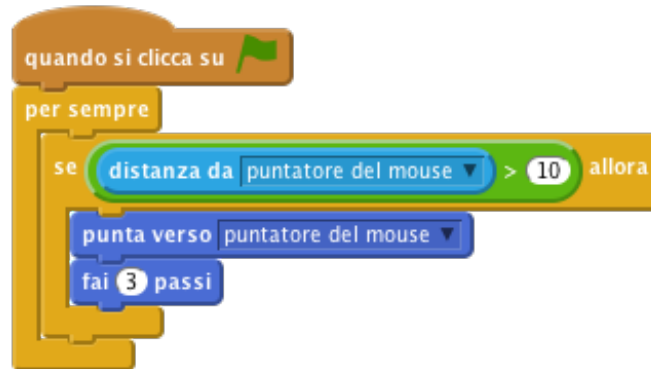 quando si clicca su
per sempre
se distanza da puntatore del mouse > 10 allora
punta verso puntatore del mouse
fai 3 passi